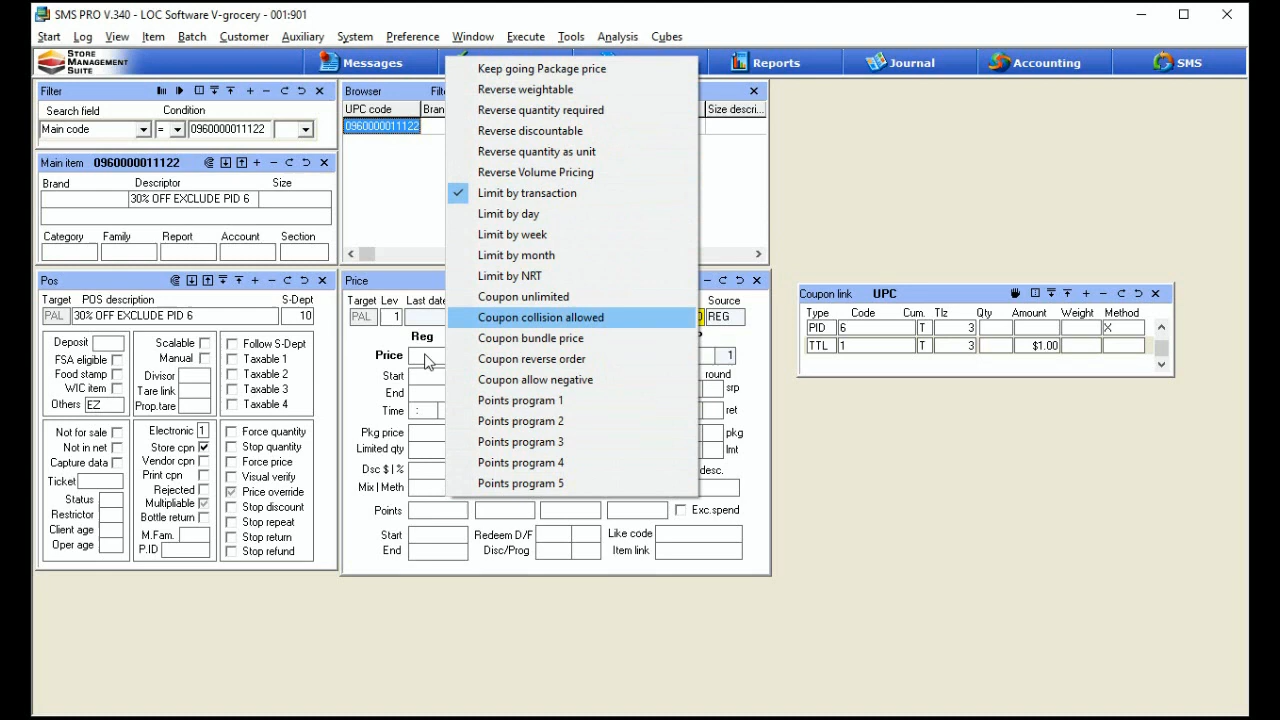 SMS PRO V.340 - LOC Software V-grocery - 001:901
Start Log View Item Batch Customer Auxiliary System Preference Window Execute Tools Analysis Cubes
STORE MANAGEMENT SUITE
Messages Reports Journal Accounting SMS
Filter
Search field Condition
Main code = 0960000011122
Main item 0960000011122
Brand Descriptor Size
30% OFF EXCLUDE PID 6
Category Family Report Account Section
Browser
UPC code Size descri...
0960000011122
Pos
Target POS description S-Dept
PAL 30% OFF EXCLUDE PID 6 10
Deposit
FSA eligible
Food stamp
WIC item
Others EZ
Scalable
Manual
Divisor
Tare link
Prop.tare
Follow S-Dept
Taxable 1
Taxable 2
Taxable 3
Taxable 4
Not for sale
Not in net
Capture data
Ticket
Status
Restrictor
Client age
Oper age
Electronic 1
Store cpn
Vendor cpn
Print cpn
Rejected
Multipliable
Bottle return
M.Fam.
P.ID
Force quantity
Stop quantity
Force price
Visual verify
Price override
Stop discount
Stop repeat
Stop return
Stop refund
Price
Target Lev Last date Source
PAL 1 REG
Reg
Price 1
Start round
End srp
Time : ret
Pkg price pkg
Limited qty lmt
Dsc $ | % desc.
Mix | Meth
Points Exc.spend
Start Redeem D/F Like code
End Disc/Prog Item link
Keep going Package price
Reverse weightable
Reverse quantity required
Reverse discountable
Reverse quantity as unit
Reverse Volume Pricing
Limit by transaction
Limit by day
Limit by week
Limit by month
Limit by NRT
Coupon unlimited
Coupon collision allowed
Coupon bundle price
Coupon reverse order
Coupon allow negative
Points program 1
Points program 2
Points program 3
Points program 4
Points program 5
Coupon link UPC
Type Code Cum. Tlz Qty Amount Weight Method
PID 6 T 3 X
TTL 1 T 3 $1.00